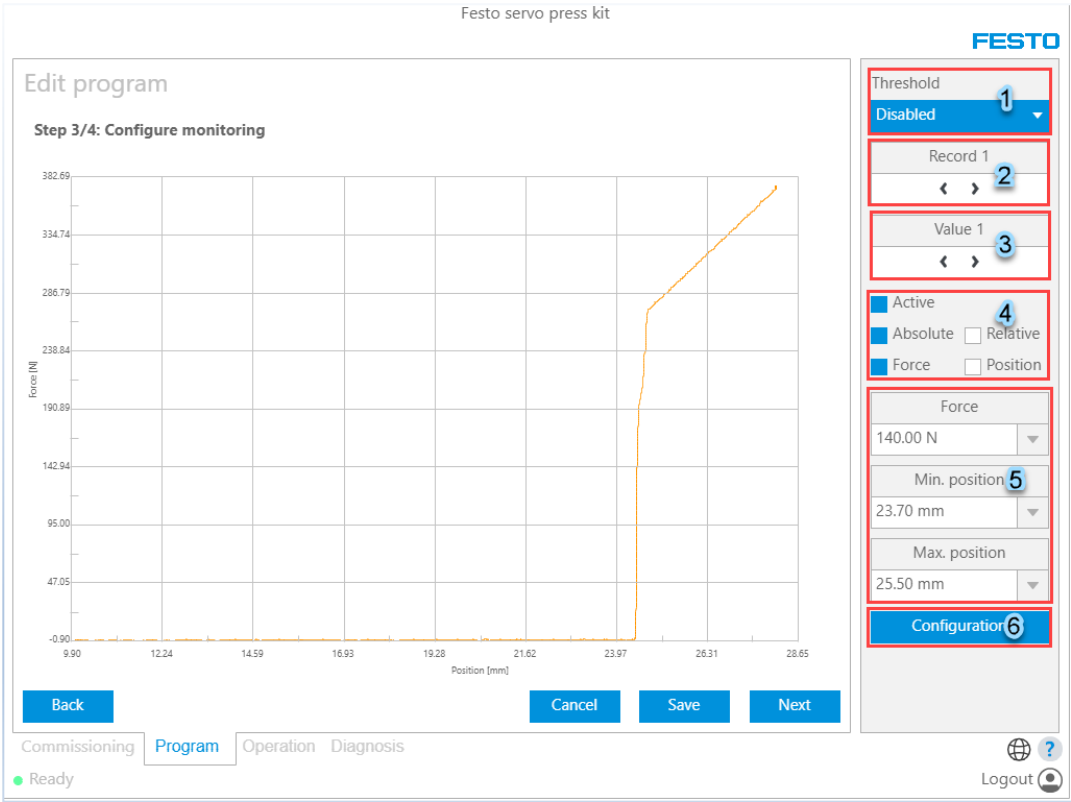 Festo servo press kit
FESTO
Edit program
Step 3/4: Configure monitoring
382.69
334.74
286.79
238.84
190.89
142.94
95.00
47.05
-0.90
Force [N]
9.90 12.24 14.59 16.93 19.28 21.62 23.97 26.31 28.65
Position [mm]
Back Cancel Save Next
Threshold
1
Disabled
Record 1
2
Value 1
3
Active
4
Absolute Relative
Force Position
Force
140.00 N
Min. position 5
23.70 mm
Max. position
25.50 mm
Configuration 6
Commissioning Program Operation Diagnosis
?
Ready
Logout